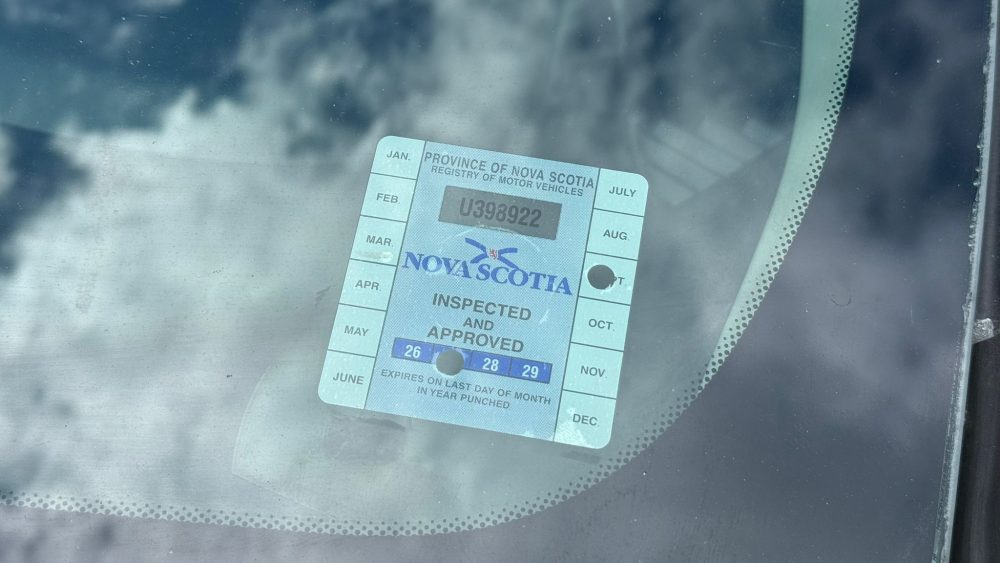 PROVINCE OF NOVA SCOTIA
REGISTRY OF MOTOR VEHICLES
U398922
NOVA SCOTIA
INSPECTED
AND
APPROVED
26 28 29
EXPIRES ON LAST DAY OF MONTH
IN YEAR PUNCHED
JAN.
FEB
MAR.
APR.
MAY
JUNE
JULY
AUG.
PT.
OCT.
NOV
DEC.